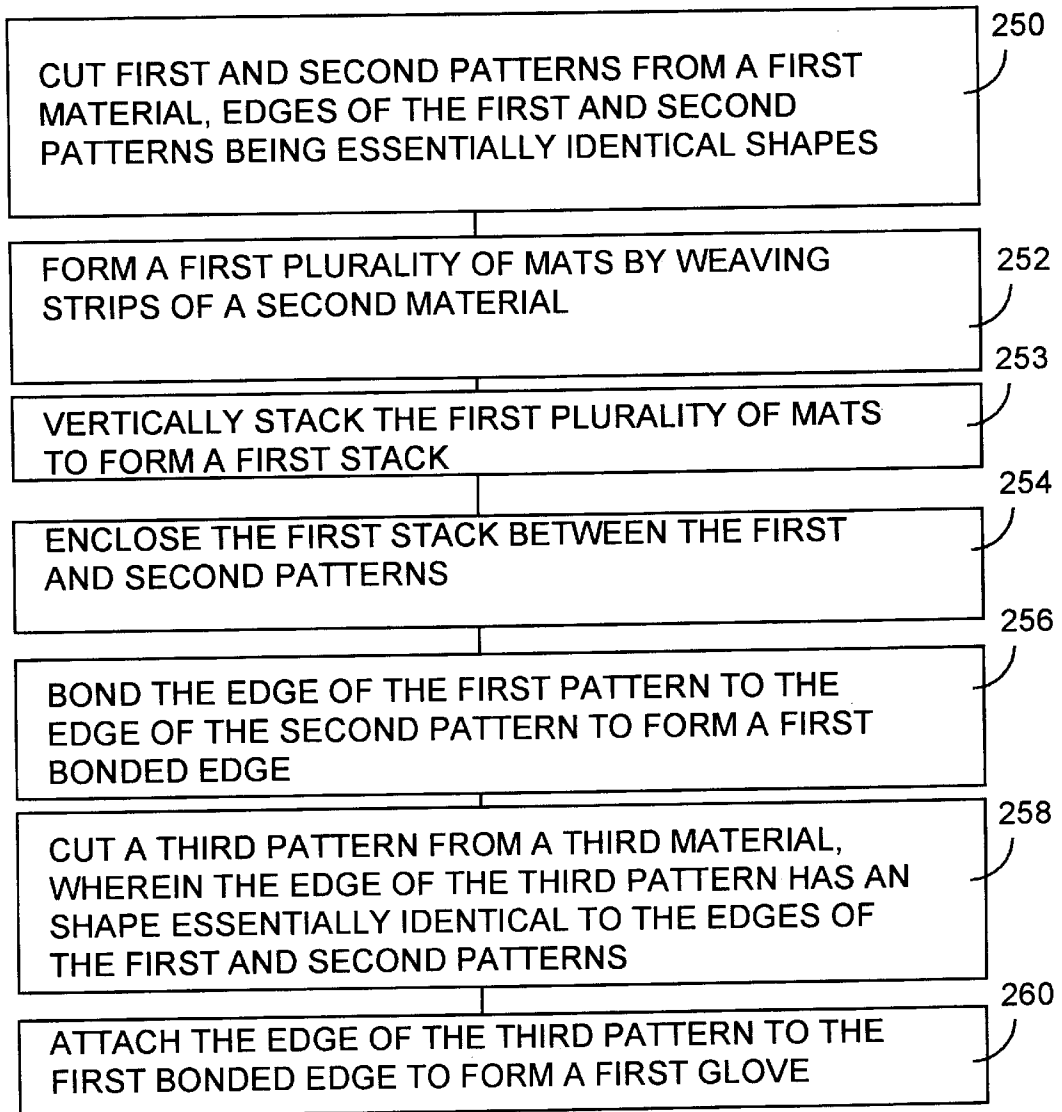 250
CUT FIRST AND SECOND PATTERNS FROM A FIRST
MATERIAL, EDGES OF THE FIRST AND SECOND
PATTERNS BEING ESSENTIALLY IDENTICAL SHAPES
252
FORM A FIRST PLURALITY OF MATS BY WEAVING
STRIPS OF A SECOND MATERIAL
253
VERTICALLY STACK THE FIRST PLURALITY OF MATS
TO FORM A FIRST STACK
254
ENCLOSE THE FIRST STACK BETWEEN THE FIRST
AND SECOND PATTERNS
256
BOND THE EDGE OF THE FIRST PATTERN TO THE
EDGE OF THE SECOND PATTERN TO FORM A FIRST
BONDED EDGE
258
CUT A THIRD PATTERN FROM A THIRD MATERIAL,
WHEREIN THE EDGE OF THE THIRD PATTERN HAS AN
SHAPE ESSENTIALLY IDENTICAL TO THE EDGES OF
THE FIRST AND SECOND PATTERNS
260
ATTACH THE EDGE OF THE THIRD PATTERN TO THE
FIRST BONDED EDGE TO FORM A FIRST GLOVE